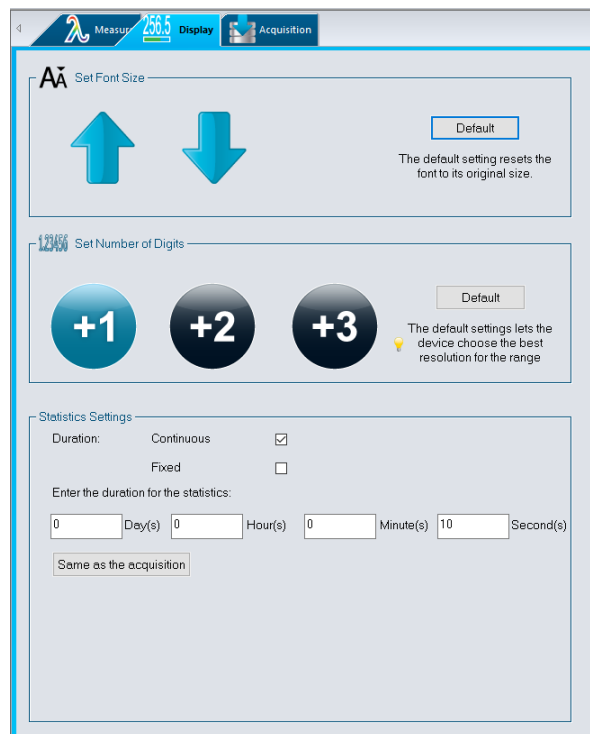 Measur
256.5 Display
Acquisition
AA Set Font Size
Default
The default setting resets the
font to its original size.
1.23456 Set Number of Digits
+1 +2 +3
Default
The default settings lets the
device choose the best
resolution for the range
Statistics Settings
Duration: Continuous
Fixed
Enter the duration for the statistics:
0 Day(s) 0 Hour(s) 0 Minute(s) 10 Second(s)
Same as the acquisition